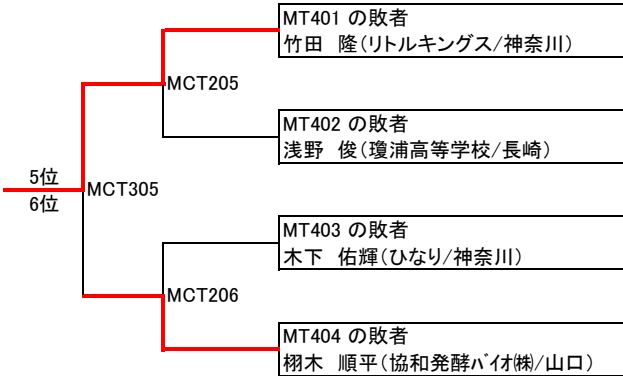 MT401 の敗者
竹田 隆(リトルキングス/神奈川)
MCT205
MT402 の敗者
浅野 俊(瓊浦高等学校/長崎)
5位
MCT305
6位
MT403 の敗者
木下 佑輝(ひなり/神奈川)
MCT206
MT404 の敗者
栩木 順平(協和発酵バイオ㈱/山口)